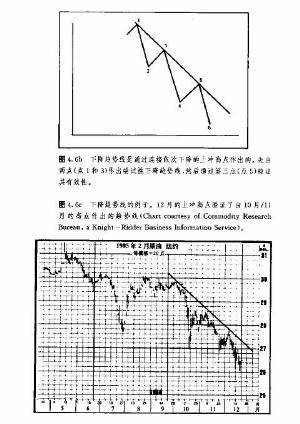 1
3
2
5
4
6
图 4.6b 下降趋势线是通过连接依次下降的上冲高点作出的。先由
两点(点 1 和 3)作出尝试性下降趋势线,然后通过第三点(点 5)验证
其有效性。
图 4.6c 下降趋势线的例子。12 月的上冲高点验证了由 10 月/11
月的高点作出的趋势线(Chart courtesy of Commodity Research
Bureau, a Knight—Ridder Business Information Service)。
1985 年 2 月原油 纽约
31
30
29
28
27
26
25
5 6 7 8 9 10 11 12 月